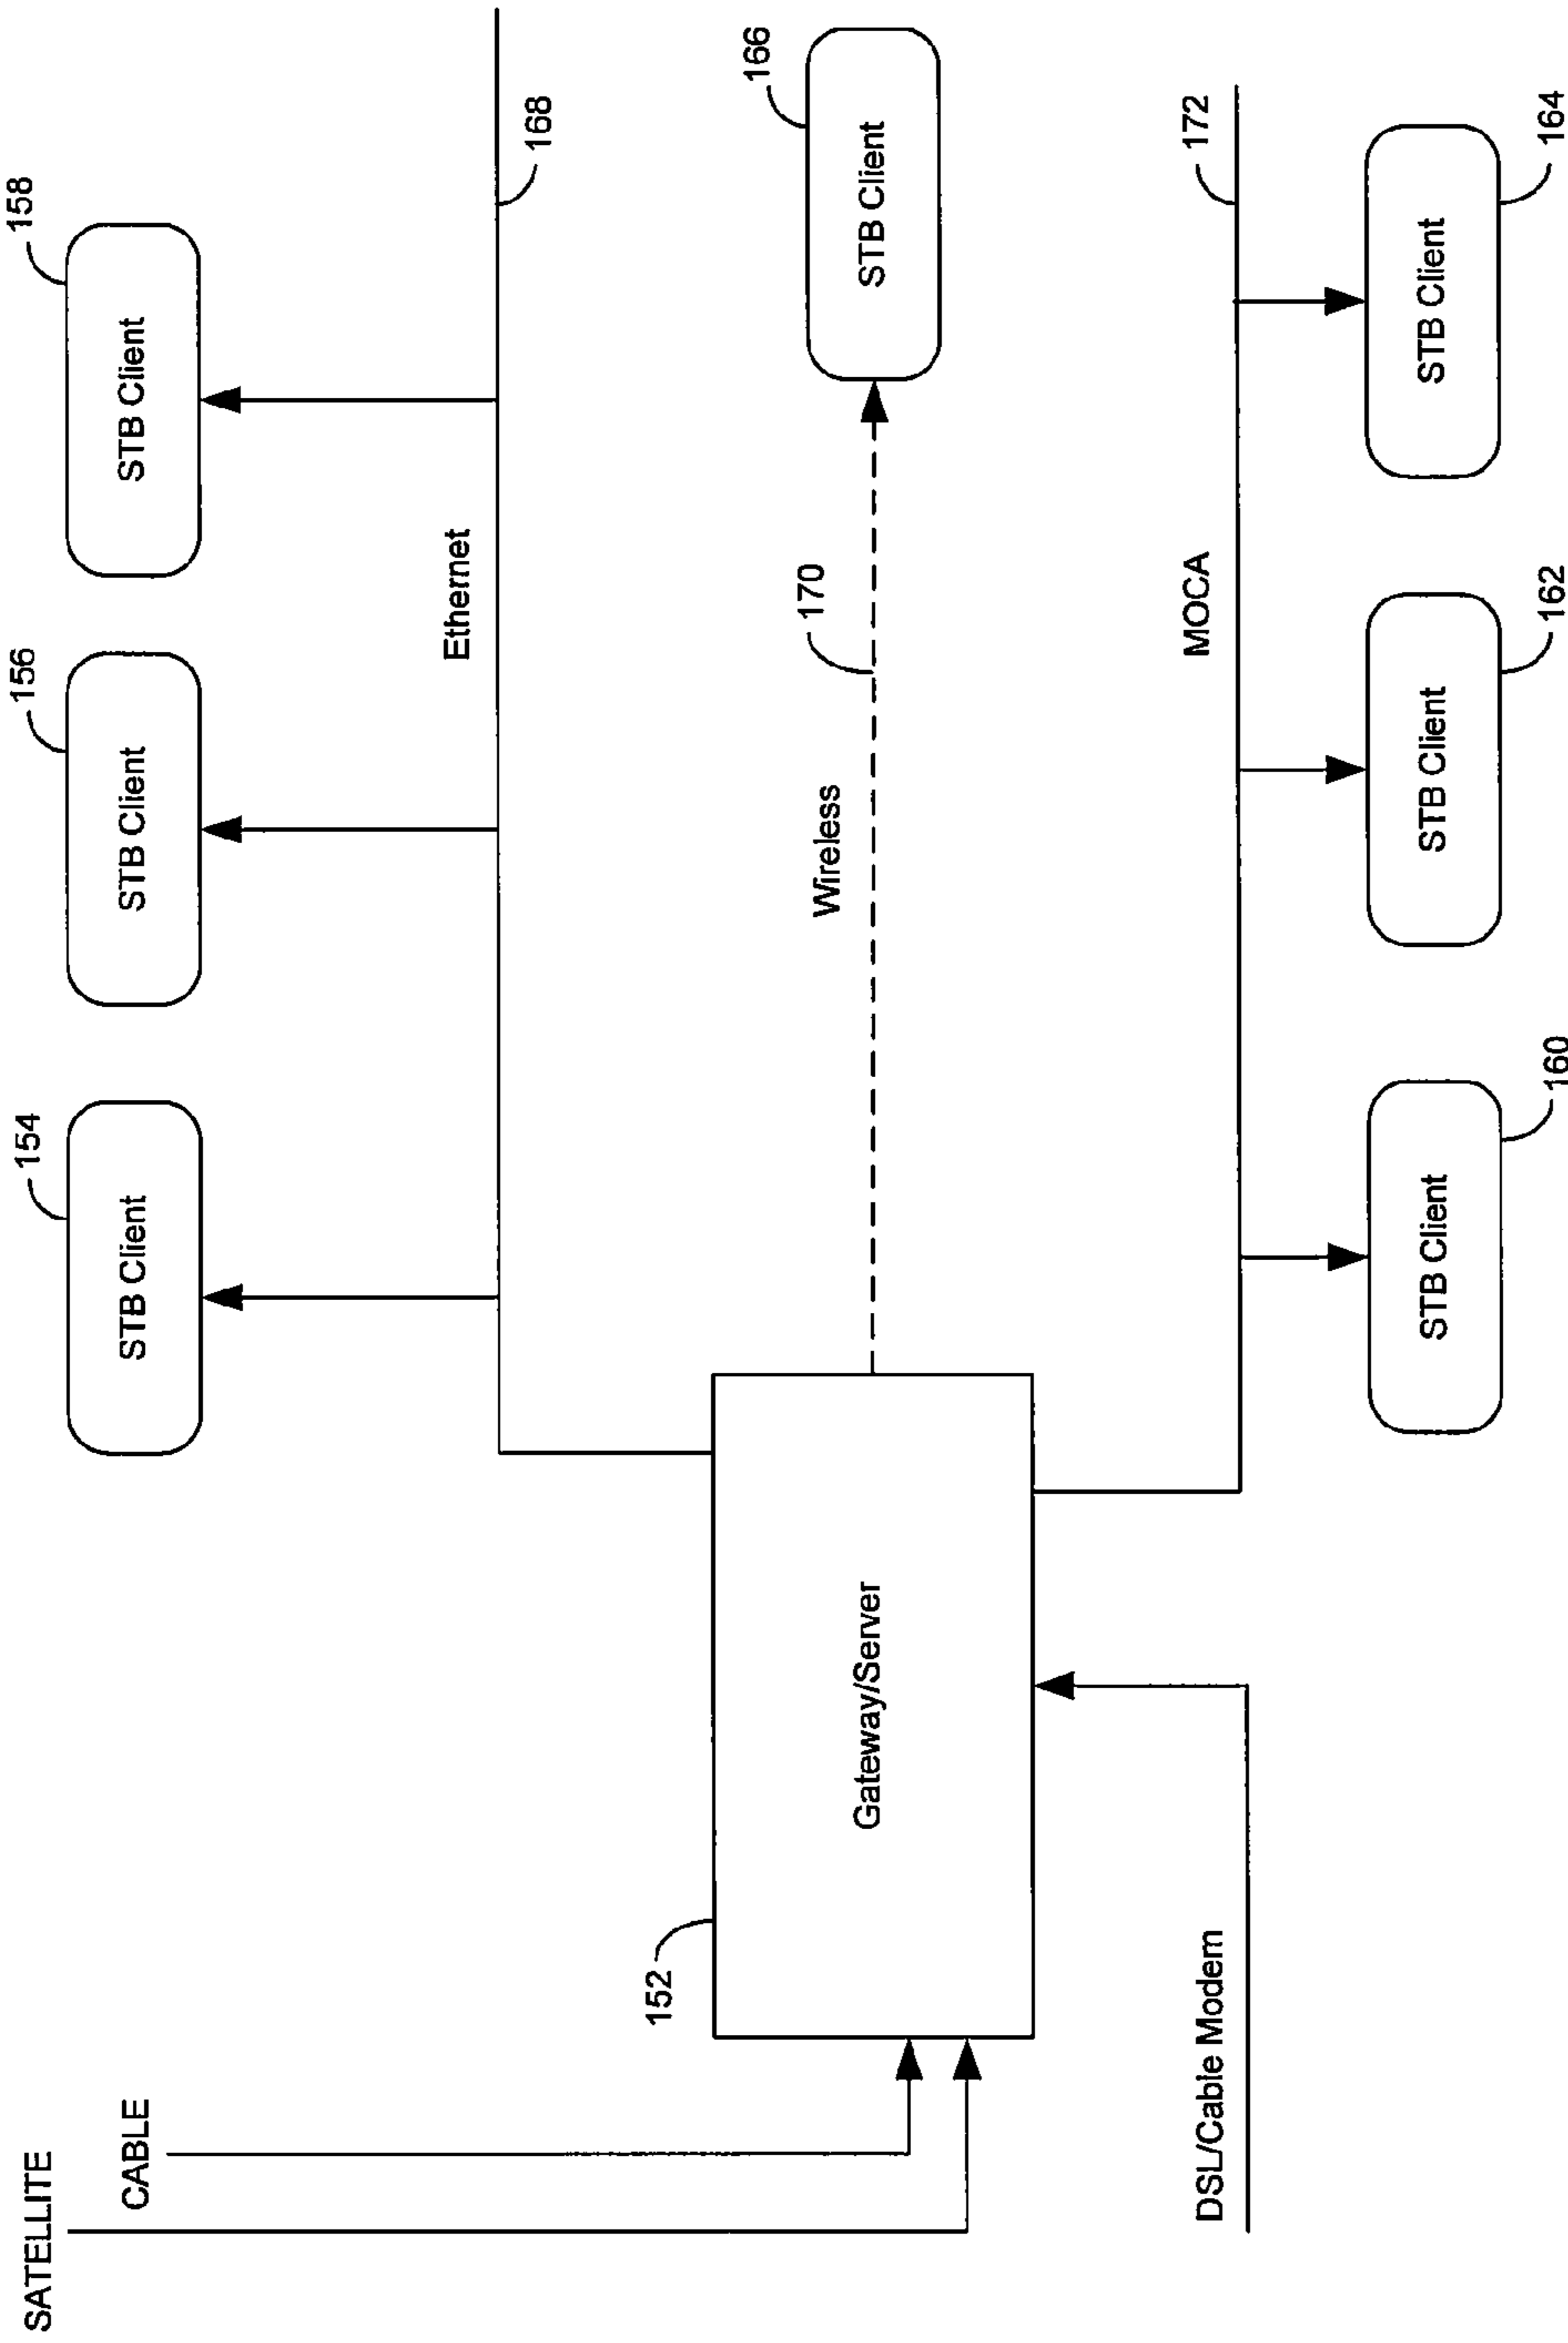 SATELLITE
154
156
158
CABLE
STB Client
STB Client
STB Client
Ethernet
168
152
166
170
Wireless
Gateway/Server
STB Client
DSL/Cable Modem
MOCA
172
STB Client
STB Client
STB Client
160
162
164